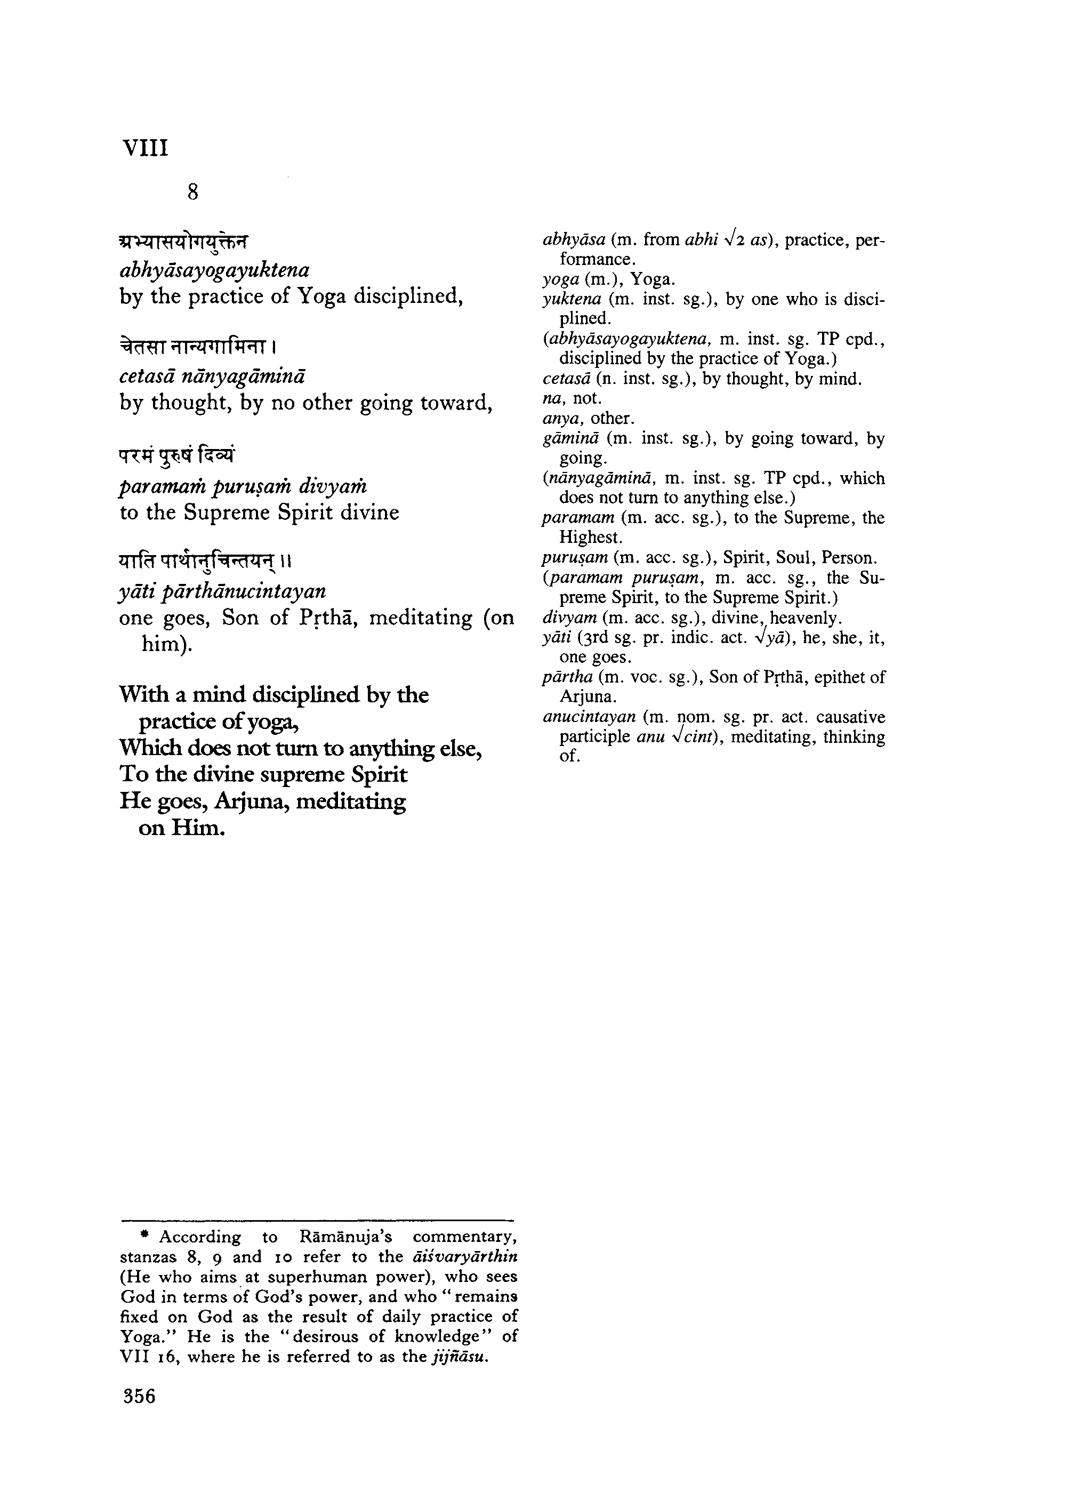 VIII
8
अभ्यासयोगयुक्तेन
abhyāsayogayuktena
by the practice of Yoga disciplined,
चेतसा नान्यगामिना ।
cetasā nānyagāminā
by thought, by no other going toward,
परमं पुरुषं दिव्यं
paramaṁ puruṣaṁ divyaṁ
to the Supreme Spirit divine
याति पार्थानुचिन्तयन् ॥
yāti pārthānucintayan
one goes, Son of Pṛthā, meditating (on
him).
With a mind disciplined by the
practice of yoga,
Which does not turn to anything else,
To the divine supreme Spirit
He goes, Arjuna, meditating
on Him.
abhyāsa (m. from abhi √2 as), practice, per-
formance.
yoga (m.), Yoga.
yuktena (m. inst. sg.), by one who is disci-
plined.
(abhyāsayogayuktena, m. inst. sg. TP cpd.,
disciplined by the practice of Yoga.)
cetasā (n. inst. sg.), by thought, by mind.
na, not.
anya, other.
gāminā (m. inst. sg.), by going toward, by
going.
(nānyagāminā, m. inst. sg. TP cpd., which
does not turn to anything else.)
paramam (m. acc. sg.), to the Supreme, the
Highest.
puruṣam (m. acc. sg.), Spirit, Soul, Person.
(paramam puruṣam, m. acc. sg., the Su-
preme Spirit, to the Supreme Spirit.)
divyam (m. acc. sg.), divine, heavenly.
yāti (3rd sg. pr. indic. act. √yā), he, she, it,
one goes.
pārtha (m. voc. sg.), Son of Pṛthā, epithet of
Arjuna.
anucintayan (m. nom. sg. pr. act. causative
participle anu √cint), meditating, thinking
of.
* According to Rāmānuja's commentary,
stanzas 8, 9 and 10 refer to the āiśvaryārthin
(He who aims at superhuman power), who sees
God in terms of God's power, and who "remains
fixed on God as the result of daily practice of
Yoga." He is the "desirous of knowledge" of
VII 16, where he is referred to as the jijñāsu.
356